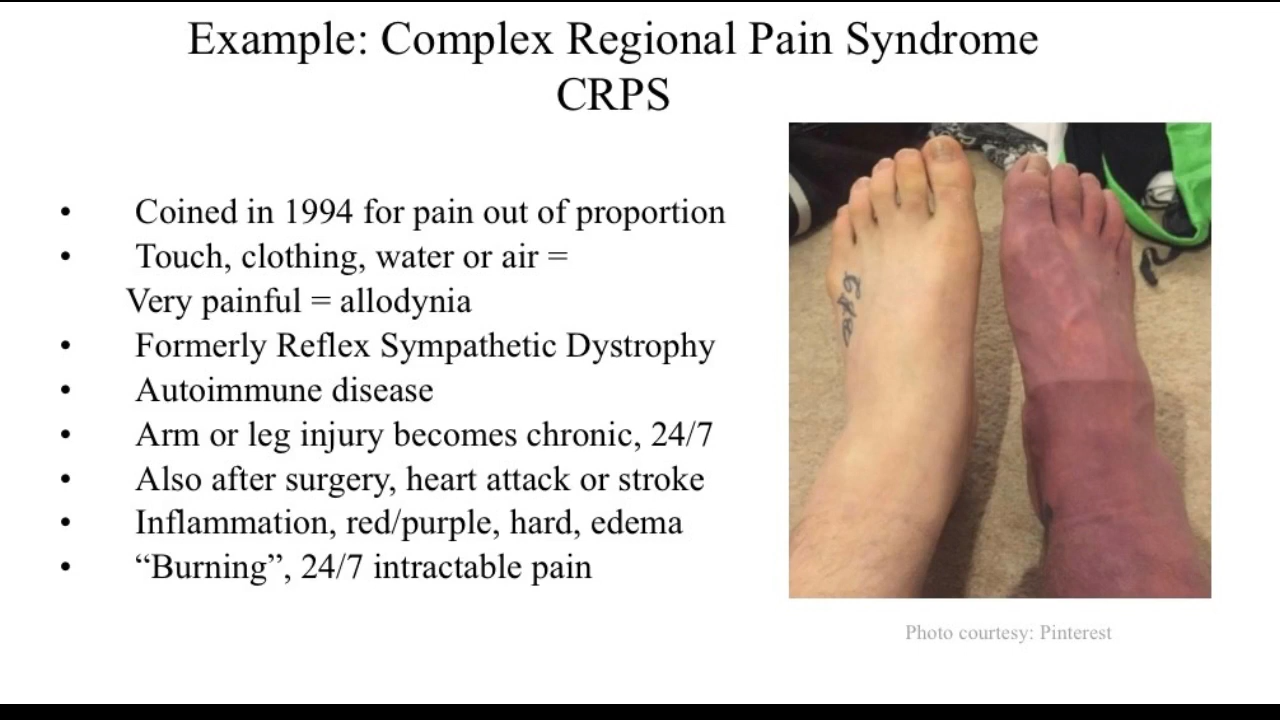 Example: Complex Regional Pain Syndrome
CRPS
• Coined in 1994 for pain out of proportion
• Touch, clothing, water or air =
Very painful = allodynia
• Formerly Reflex Sympathetic Dystrophy
• Autoimmune disease
• Arm or leg injury becomes chronic, 24/7
• Also after surgery, heart attack or stroke
• Inflammation, red/purple, hard, edema
• “Burning”, 24/7 intractable pain
Photo courtesy: Pinterest